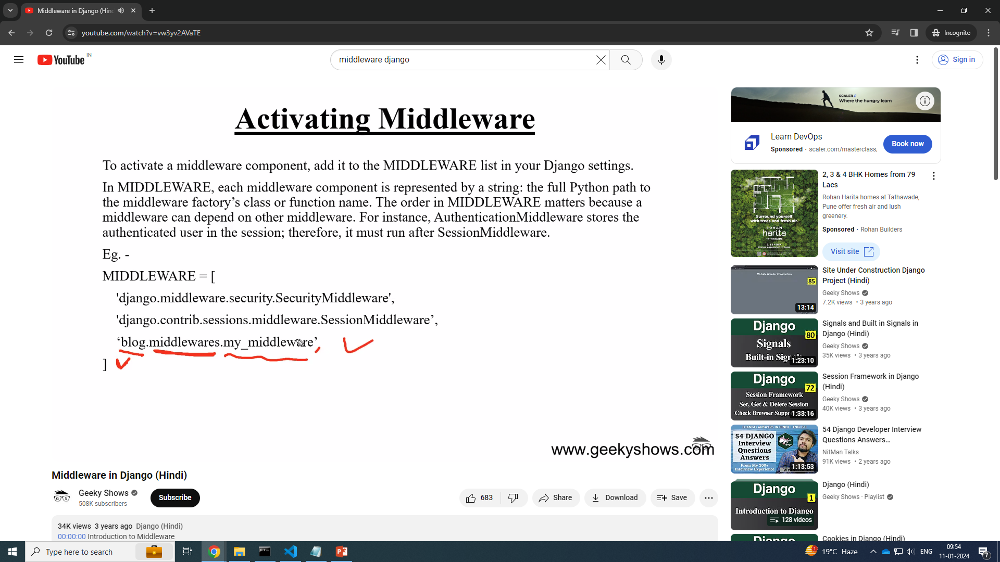 Middleware in Django (Hin
youtube.com/watch?v=vw3yv2AVaTE
Incognito
YouTube IN
middleware django
Sign in
Activating Middleware
To activate a middleware component, add it to the MIDDLEWARE list in your Django settings.
In MIDDLEWARE, each middleware component is represented by a string: the full Python path to
the middleware factory’s class or function name. The order in MIDDLEWARE matters because a
middleware can depend on other middleware. For instance, AuthenticationMiddleware stores the
authenticated user in the session; therefore, it must run after SessionMiddleware.
Eg. -
MIDDLEWARE = [
'django.middleware.security.SecurityMiddleware',
'django.contrib.sessions.middleware.SessionMiddleware’,
‘blog.middlewares.my_middleware’,
]
www.geekyshows.com
Middleware in Django (Hindi)
Geeky Shows
508K subscribers
Subscribe
683
Share
Download
Save
34K views 3 years ago Django (Hindi)
00:00:00 Introduction to Middleware
SCALER
Where the hungry learn
Learn DevOps
Sponsored · scaler.com/masterclass,
Book now
Surround yourself
with trees and fresh air.
ROHAN
harita
TATHAWADE
2, 3 & 4 BHK Homes from 79
Lacs
Rohan Harita homes at Tathawade,
Pune offer fresh air and lush
greenery.
Sponsored · Rohan Builders
Visit site
Website is Under Construction
85
13:14
Site Under Construction Django
Project (Hindi)
Geeky Shows
7.2K views • 3 years ago
Django
80
Signals
Built-in Sign
1:23:10
Signals and Built in Signals in
Django (Hindi)
Geeky Shows
35K views • 3 years ago
Django
72
Session Framework
Set, Get & Delete Session
Check Browser Suppo
1:33:16
Session Framework in Django
(Hindi)
Geeky Shows
40K views • 3 years ago
DJANGO ANSWERS IN HINDI + ENGLISH
54 DJANGO
Interview
Questions
Answers
From My 200+
Interview Experience
1:13:53
54 Django Developer Interview
Questions Answers…
NitMan Talks
91K views • 2 years ago
Django
1
Introduction to Django
128 videos
Django (Hindi)
Geeky Shows · Playlist
Django
Cookies in Django (Hindi)
Type here to search
1
19°C Haze
ENG
09:54
11-01-2024
7